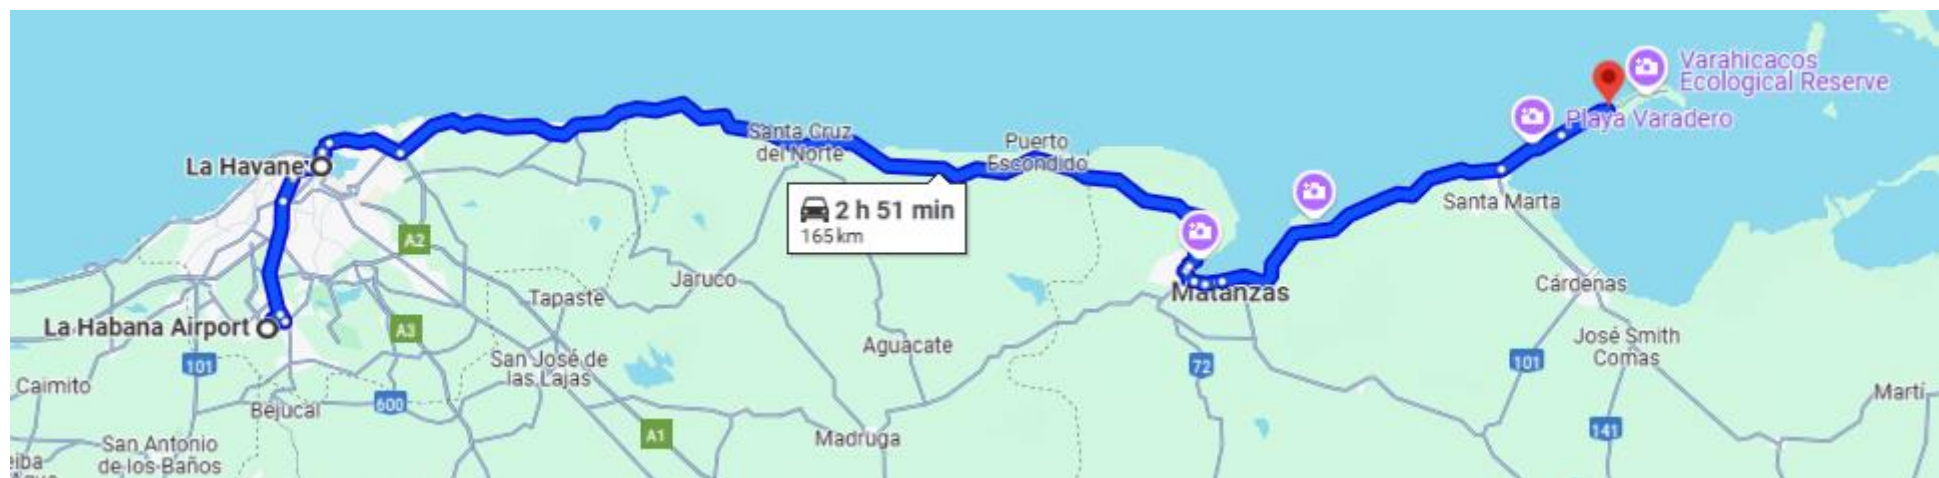 Varahicacos
Ecological Reserve
Playa Varadero
Santa Cruz
del Norte
Puerto
Escondido
La Havane
2 h 51 min
165 km
Santa Marta
A2
Jaruco
Tapaste
Matanzas
Cárdenas
La Habana Airport
A3
José Smith
Comas
Aguacate
San José de
las Lajas
101
72
101
Caimito
600
Bejucal
Martí
A1
Madruga
141
San Antonio
de los Baños